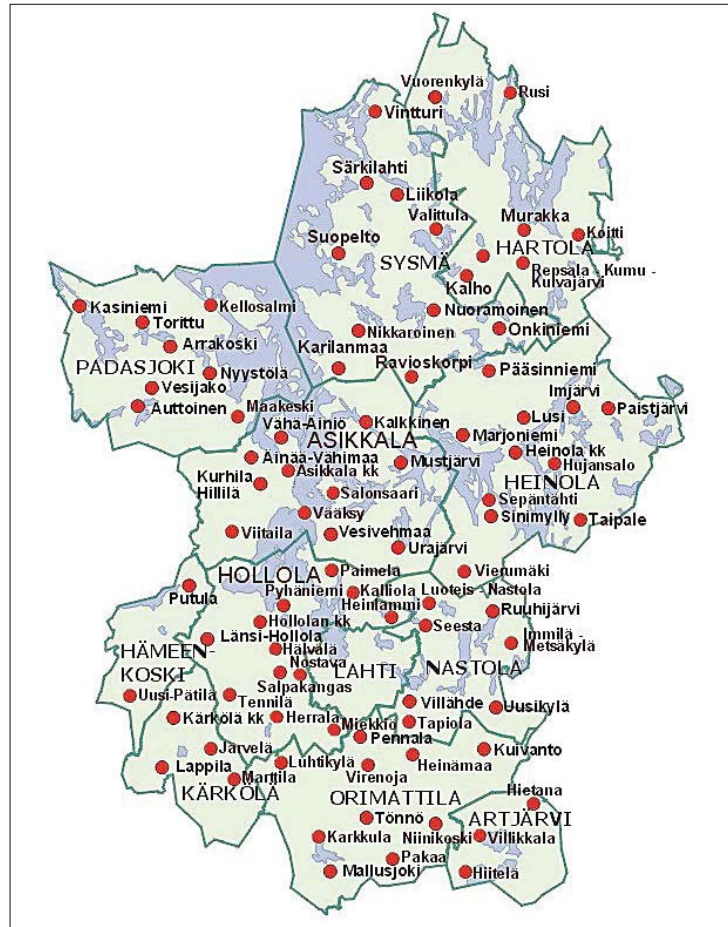 Vuorenkylä
Rusi
Vintturi
Särkilahti
Liikola
Valittula
Murakka
Koitti
Suopelto
SYSMÄ
HARTOLA
Repsala - Kumu -
Kulvajärvi
Kalho
Kasiniemi
Kellosalmi
Nuoramoinen
Torittu
Nikkaroinen
Onkiniemi
Arrakoski
Karilanmaa
PADASJOKI
Nyystölä
Ravioskorpi
Pääsinniemi
Vesijako
Imjärvi
Auttoinen
Maakeski
Kalkkinen
Lusi
Paistjärvi
Vähä-Äiniö
ASIKKALA
Marjoniemi
Äinää-Vähimaa
Heinola kk
Asikkala kk
Mustjärvi
Hujansalo
Kurhila
Hillilä
HEINOLA
Salonsaari
Sepäntähti
Vääksy
Sinimylly
Taipale
Viitaila
Vesivehmaa
Urajärvi
HOLLOLA
Paimela
Vierumäki
Putula
Pyhäniemi
Kalliola
Luoteis - Nastola
Heinlammi
Ruuhijärvi
Hollolan kk
Seesta
Länsi-Hollola
Immilä -
Metsäkylä
HÄMEEN-
KOSKI
Hälvälä
Nostava
LAHTI
NASTOLA
Salpakangas
Uusi-Pätilä
Tennilä
Villähde
Uusikylä
Kärkölä kk
Herrala
Miekkiö
Tapiola
Pennala
Järvelä
Luhtikylä
Heinämaa
Kuivanto
Lappila
Marttila
Virenoja
KÄRKÖLÄ
ORIMATTILA
Hietana
Tönnö
ARTJÄRVI
Karkkula
Niinikoski
Villikkala
Pakaa
Mallusjoki
Hiitelä